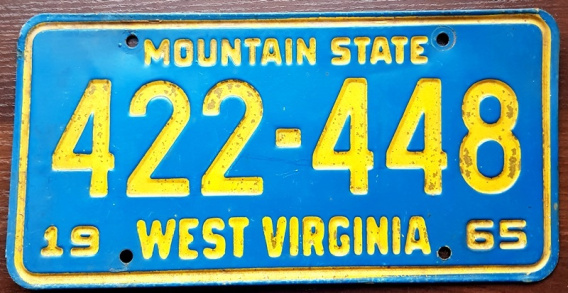 MOUNTAIN STATE
422-448
19 WEST VIRGINIA 65